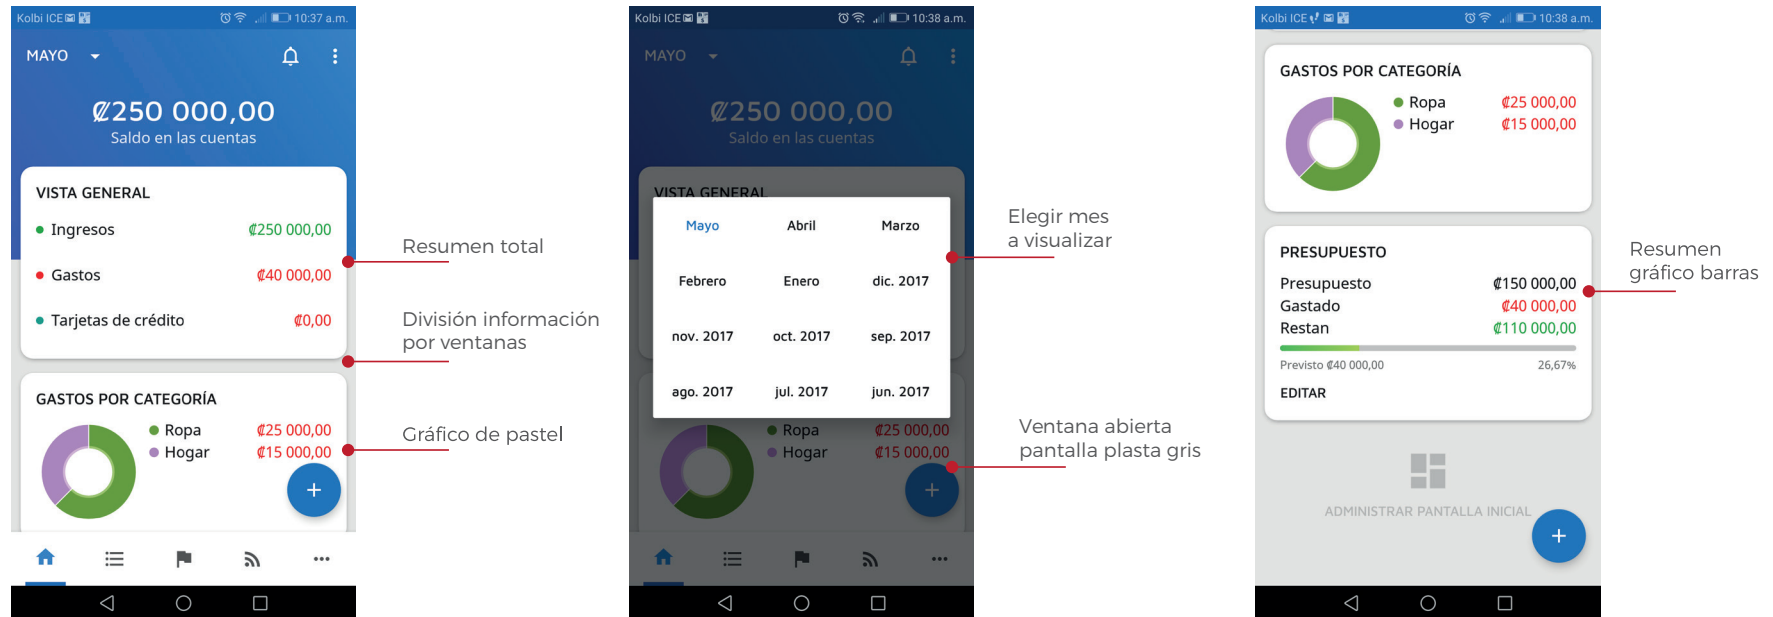 Kolbi ICE
10:37 a.m.
MAYO
₡250 000,00
Saldo en las cuentas
VISTA GENERAL
Ingresos ₡250 000,00
Gastos ₡40 000,00
Tarjetas de crédito ₡0,00
GASTOS POR CATEGORÍA
Ropa ₡25 000,00
Hogar ₡15 000,00
+
Resumen total
División información
por ventanas
Gráfico de pastel
Kolbi ICE
10:38 a.m.
MAYO
₡250 000,00
Saldo en las cuentas
VISTA GENERAL
Mayo Abril Marzo
Febrero Enero dic. 2017
nov. 2017 oct. 2017 sep. 2017
ago. 2017 jul. 2017 jun. 2017
Ropa ₡25 000,00
Hogar ₡15 000,00
+
Elegir mes
a visualizar
Ventana abierta
pantalla plasta gris
Kolbi ICE
10:38 a.m.
GASTOS POR CATEGORÍA
Ropa ₡25 000,00
Hogar ₡15 000,00
PRESUPUESTO
Presupuesto ₡150 000,00
Gastado ₡40 000,00
Restan ₡110 000,00
Previsto ₡40 000,00 26,67%
EDITAR
ADMINISTRAR PANTALLA INICIAL
+
Resumen
gráfico barras